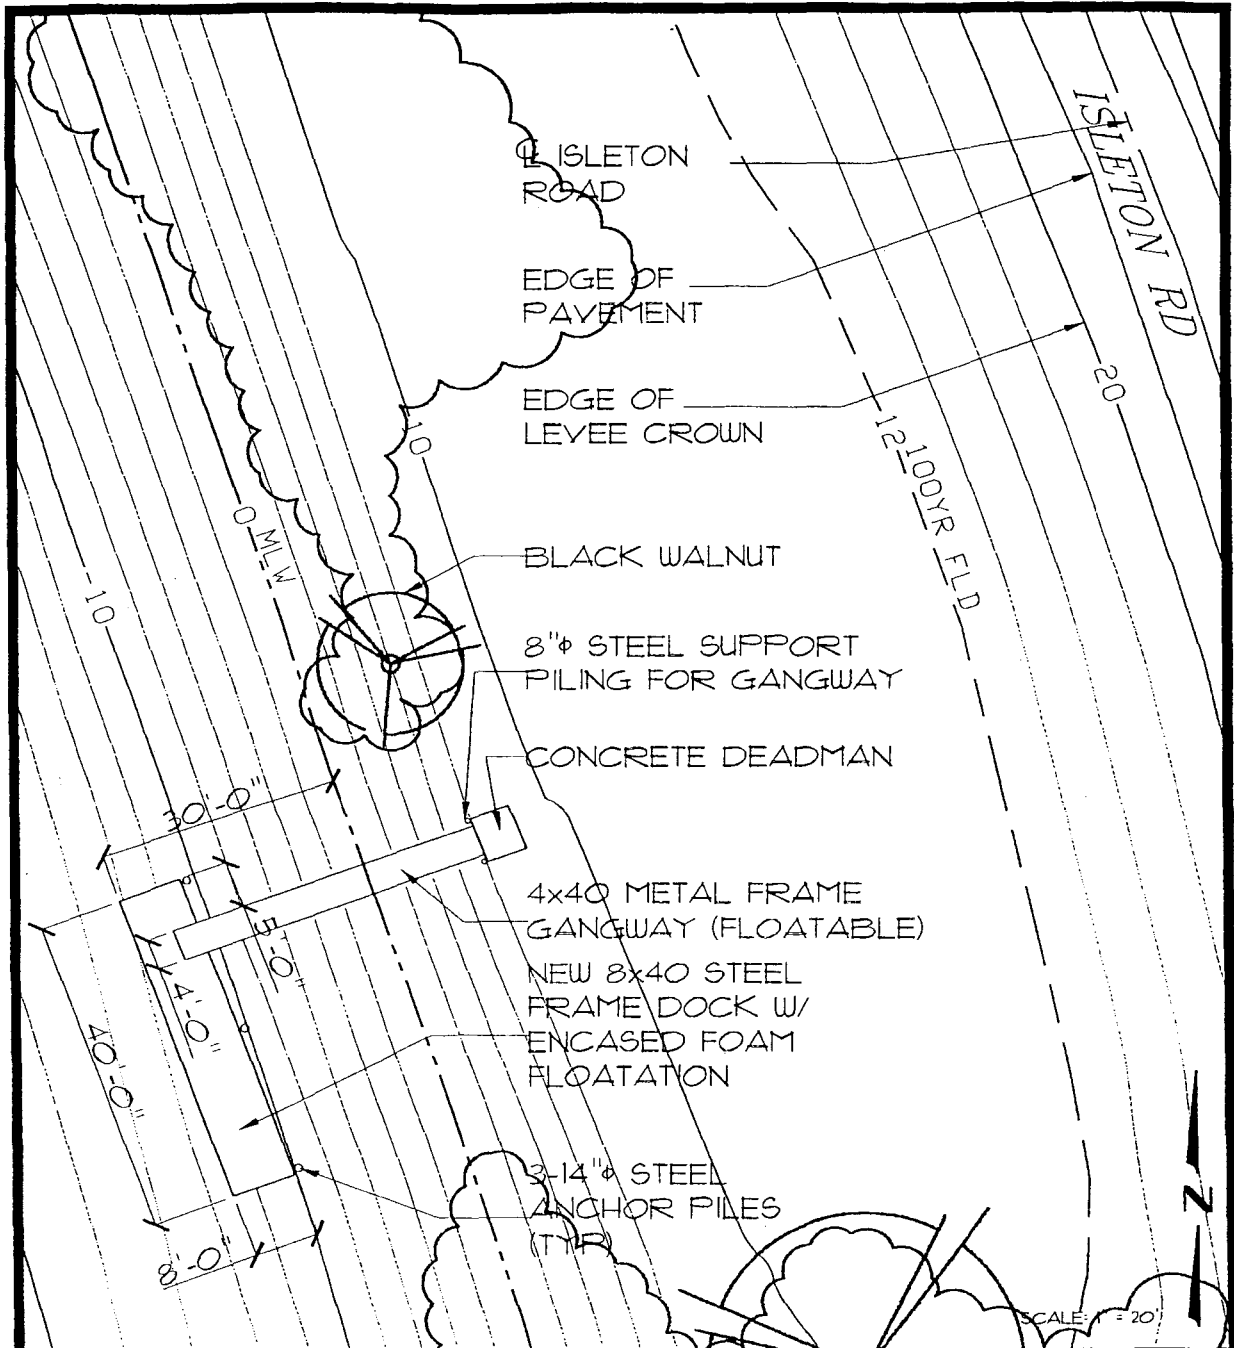 ℄ ISLETON
ROAD
ISLETON RD
EDGE OF
PAVEMENT
EDGE OF
LEVEE CROWN
20
10
12
100YR FLD
0
MLW
-10
BLACK WALNUT
8"ϕ STEEL SUPPORT
PILING FOR GANGWAY
CONCRETE DEADMAN
30'-0"
4x40 METAL FRAME
GANGWAY (FLOATABLE)
5'-0"
4'-0"
40'-0"
NEW 8x40 STEEL
FRAME DOCK W/
ENCASED FOAM
FLOATATION
3-14"ϕ STEEL
ANCHOR PILES
(TYP)
8'-0"
N
SCALE: 1" = 20'